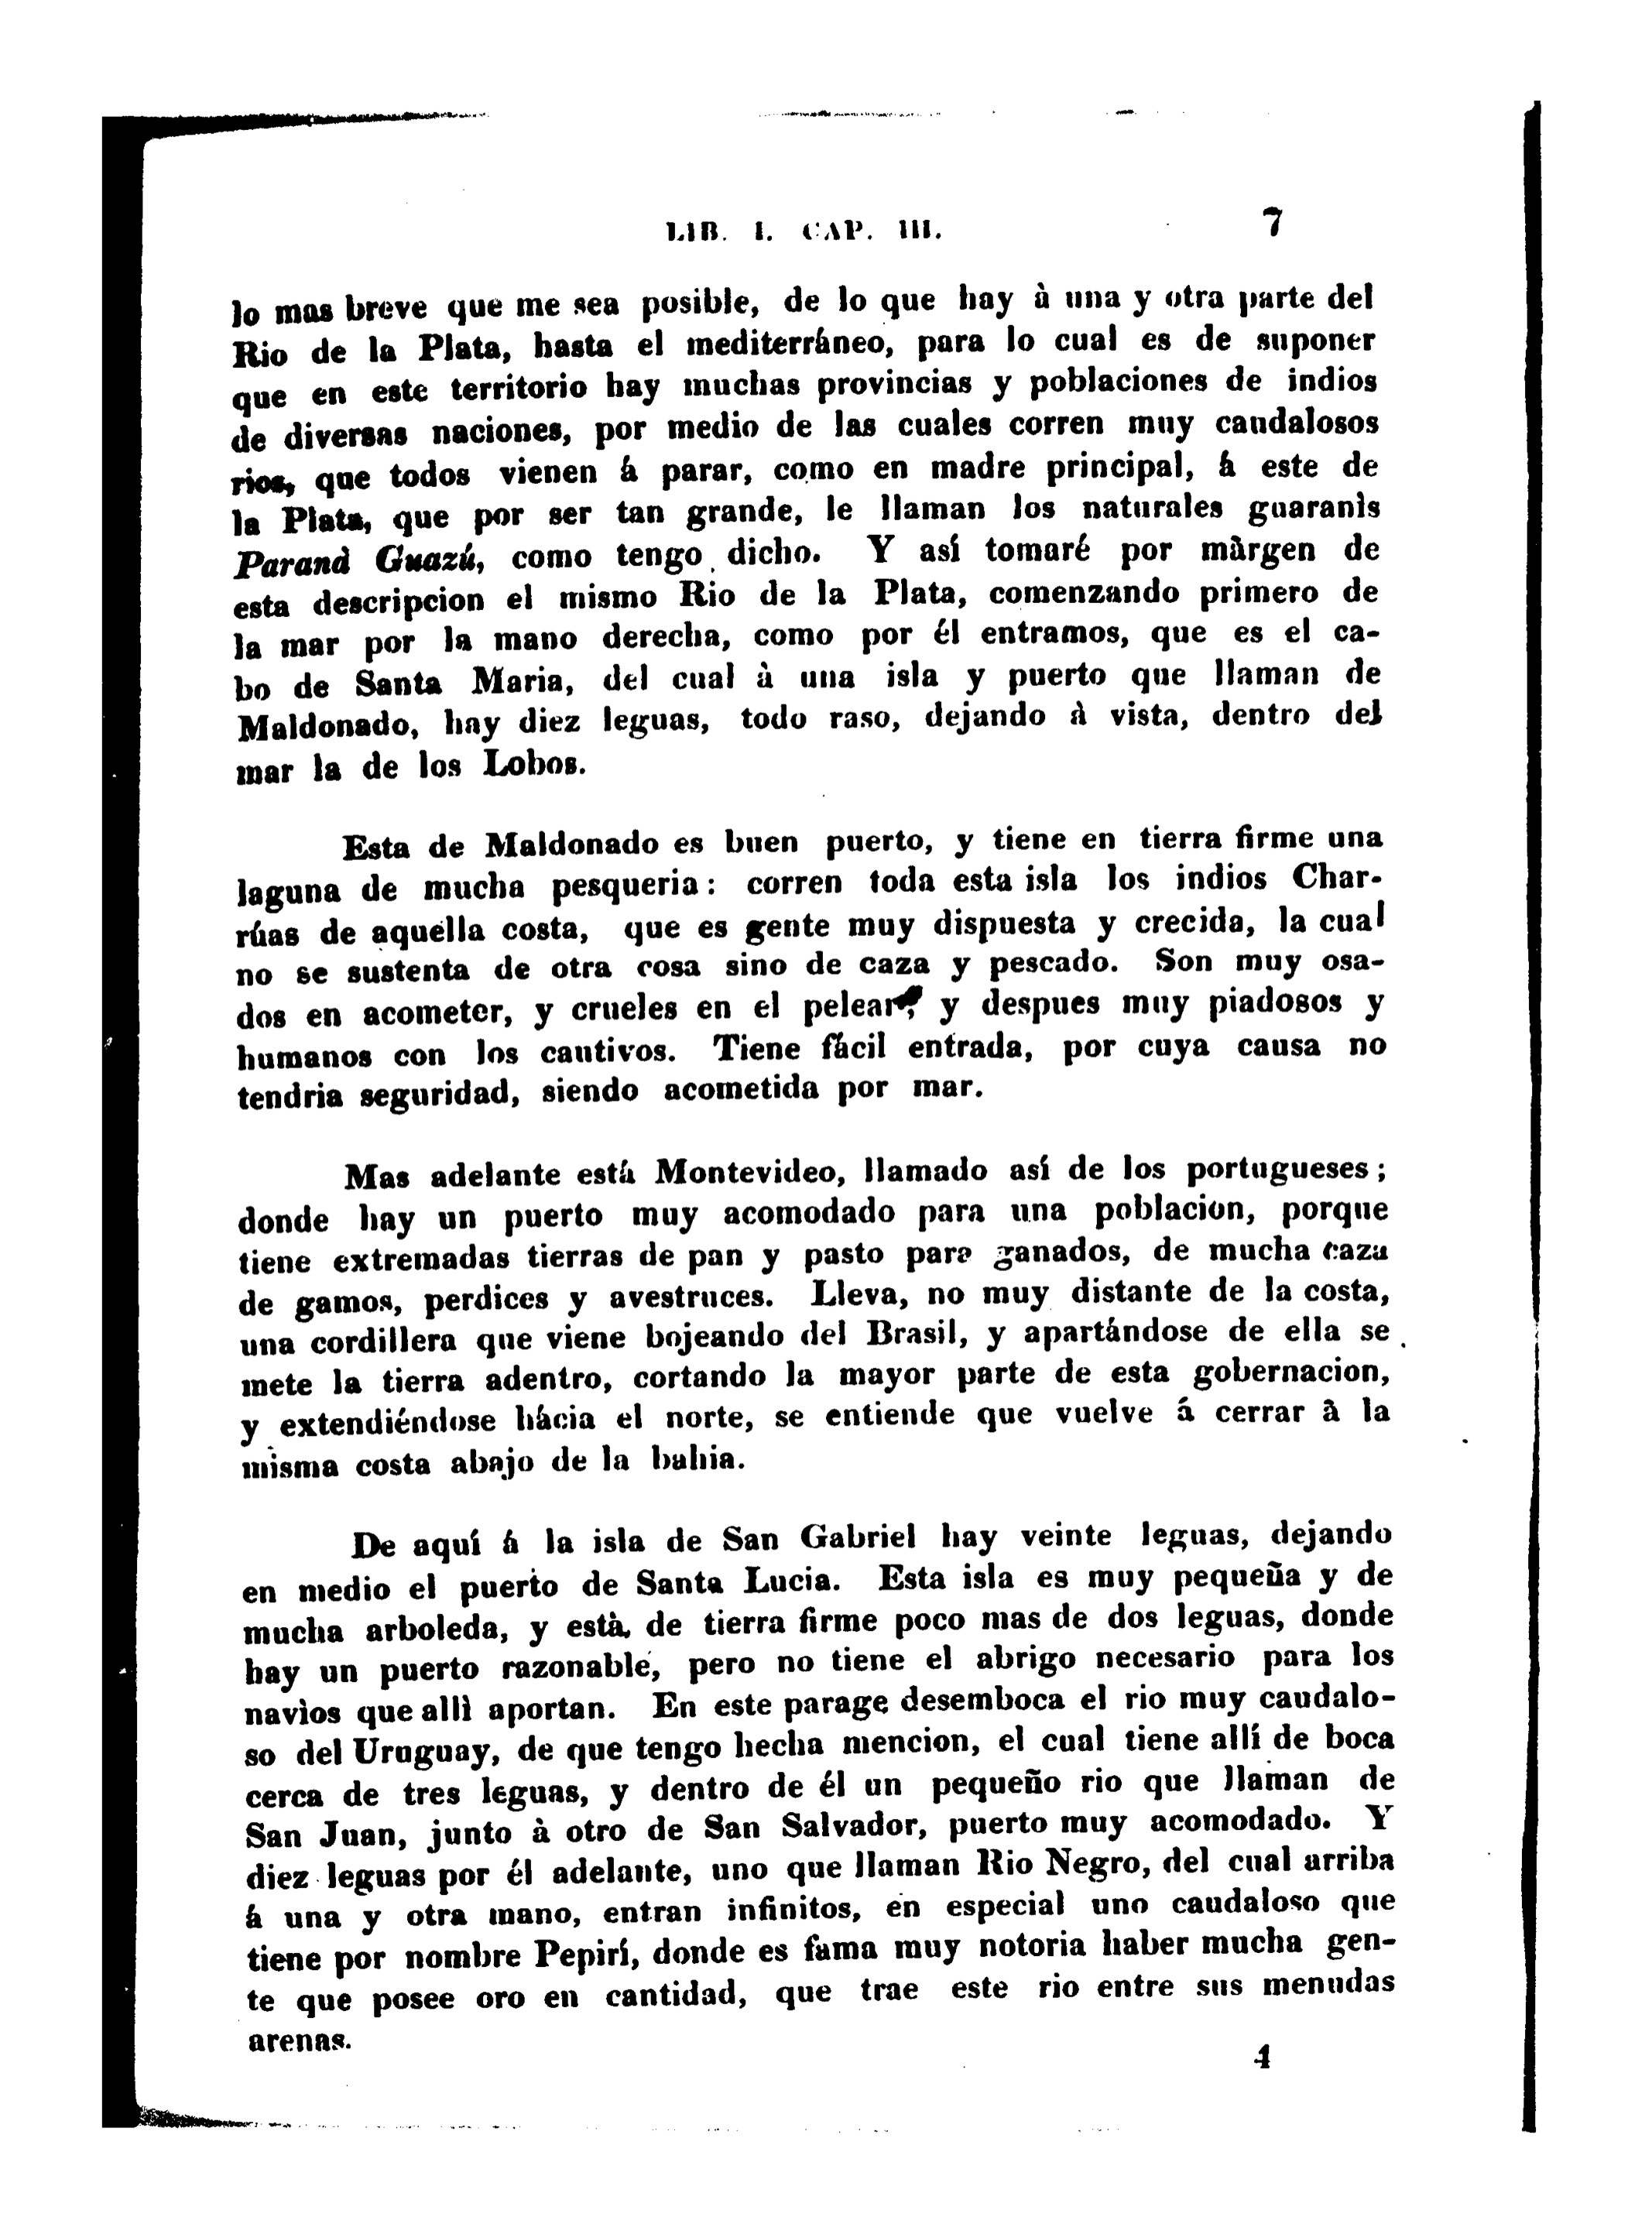 LIB. I. CAP. III. 7
lo mas breve que me sea posible, de lo que hay à una y otra parte del
Rio de la Plata, hasta el mediterráneo, para lo cual es de suponer
que en este territorio hay muchas provincias y poblaciones de indios
de diversas naciones, por medio de las cuales corren muy caudalosos
rios, que todos vienen á parar, como en madre principal, á este de
la Plata, que por ser tan grande, le llaman los naturales guaranìs
Paranà Guazú, como tengo dicho. Y así tomaré por màrgen de
esta descripcion el mismo Rio de la Plata, comenzando primero de
la mar por la mano derecha, como por él entramos, que es el ca-
bo de Santa Maria, del cual à una isla y puerto que llaman de
Maldonado, hay diez leguas, todo raso, dejando à vista, dentro del
mar la de los Lobos.
Esta de Maldonado es buen puerto, y tiene en tierra firme una
laguna de mucha pesqueria: corren toda esta isla los indios Char-
rúas de aquella costa, que es gente muy dispuesta y crecida, la cual
no se sustenta de otra cosa sino de caza y pescado. Son muy osa-
dos en acometer, y crueles en el pelear; y despues muy piadosos y
humanos con los cautivos. Tiene fácil entrada, por cuya causa no
tendria seguridad, siendo acometida por mar.
Mas adelante está Montevideo, llamado así de los portugueses;
donde hay un puerto muy acomodado para una poblacion, porque
tiene extremadas tierras de pan y pasto para ganados, de mucha caza
de gamos, perdices y avestruces. Lleva, no muy distante de la costa,
una cordillera que viene bojeando del Brasil, y apartándose de ella se
mete la tierra adentro, cortando la mayor parte de esta gobernacion,
y extendiéndose hácia el norte, se entiende que vuelve á cerrar à la
misma costa abajo de la bahia.
De aquí á la isla de San Gabriel hay veinte leguas, dejando
en medio el puerto de Santa Lucia. Esta isla es muy pequeña y de
mucha arboleda, y està de tierra firme poco mas de dos leguas, donde
hay un puerto razonable, pero no tiene el abrigo necesario para los
navìos que allì aportan. En este parage desemboca el rio muy caudalo-
so del Uruguay, de que tengo hecha mencion, el cual tiene allí de boca
cerca de tres leguas, y dentro de él un pequeño rio que llaman de
San Juan, junto à otro de San Salvador, puerto muy acomodado. Y
diez leguas por él adelante, uno que llaman Rio Negro, del cual arriba
á una y otra mano, entran infinitos, en especial uno caudaloso que
tiene por nombre Pepirí, donde es fama muy notoria haber mucha gen-
te que posee oro en cantidad, que trae este rio entre sus menudas
arenas.
4